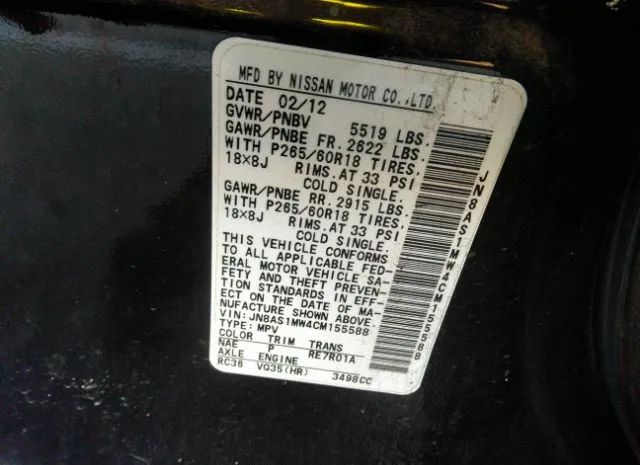 MFD BY NISSAN MOTOR CO.,LTD.
DATE 02/12
GVWR/PNBV 5519 LBS.
GAWR/PNBE FR. 2622 LBS.
WITH P265/60R18 TIRES.
18X8J RIMS.AT 33 PSI
COLD SINGLE.
GAWR/PNBE RR. 2915 LBS.
WITH P265/60R18 TIRES.
18X8J RIMS.AT 33 PSI
COLD SINGLE.
THIS VEHICLE CONFORMS
TO ALL APPLICABLE FED-
ERAL MOTOR VEHICLE SA-
FETY AND THEFT PREVEN-
TION STANDARDS IN EFF-
ECT ON THE DATE OF MA-
NUFACTURE SHOWN ABOVE.
VIN: JN8AS1MW4CM155588
TYPE: MPV
COLOR TRIM TRANS
NAE P RE7R01A
AXLE ENGINE
RC36 VQ35(HR) 3498CC
JN8AS1MW4CM155588